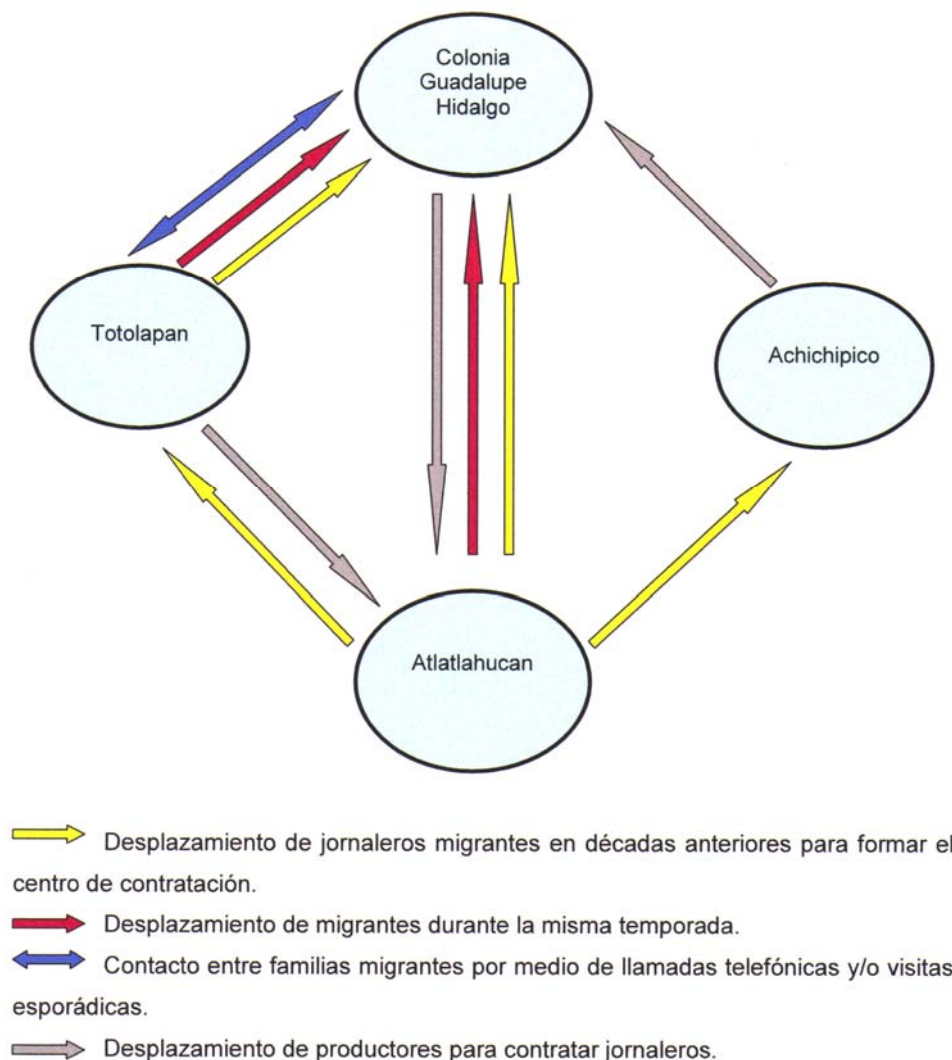 Colonia
Guadalupe
Hidalgo
Totolapan
Achichipico
Atlatlahucan
Desplazamiento de jornaleros migrantes en décadas anteriores para formar el
centro de contratación.
Desplazamiento de migrantes durante la misma temporada.
Contacto entre familias migrantes por medio de llamadas telefónicas y/o visitas
esporádicas.
Desplazamiento de productores para contratar jornaleros.